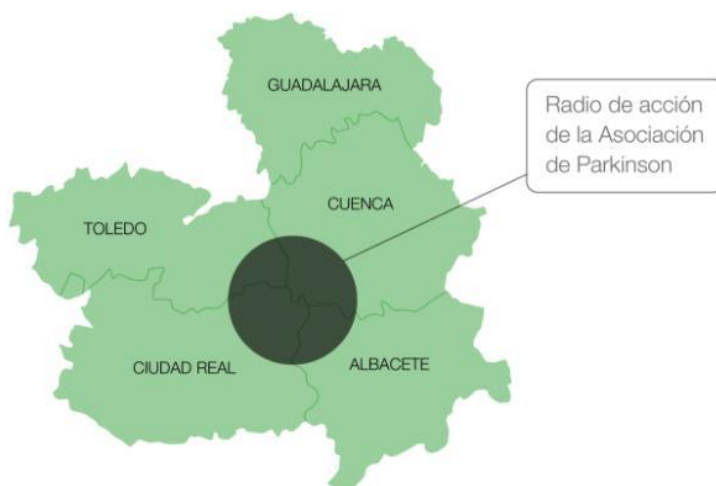 GUADALAJARA
Radio de acción
de la Asociación
de Parkinson
CUENCA
TOLEDO
CIUDAD REAL
ALBACETE